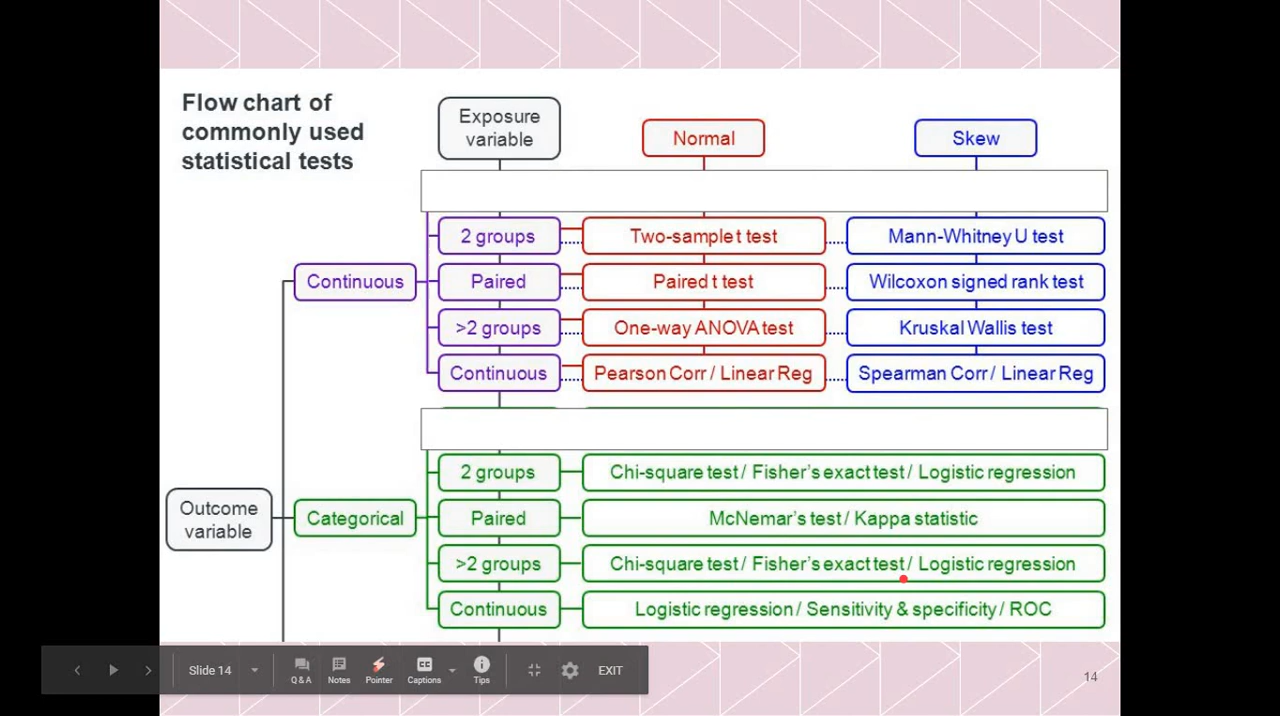 Flow chart of
commonly used
statistical tests
Exposure
variable
Normal
Skew
2 groups
Two-sample t test
Mann-Whitney U test
Continuous
Paired
Paired t test
Wilcoxon signed rank test
>2 groups
One-way ANOVA test
Kruskal Wallis test
Continuous
Pearson Corr / Linear Reg
Spearman Corr / Linear Reg
2 groups
Chi-square test / Fisher's exact test / Logistic regression
Outcome
variable
Categorical
Paired
McNemar's test / Kappa statistic
>2 groups
Chi-square test / Fisher's exact test / Logistic regression
Continuous
Logistic regression / Sensitivity & specificity / ROC
Slide 14
Q & A
Notes
Pointer
CC
Captions
Tips
EXIT
14